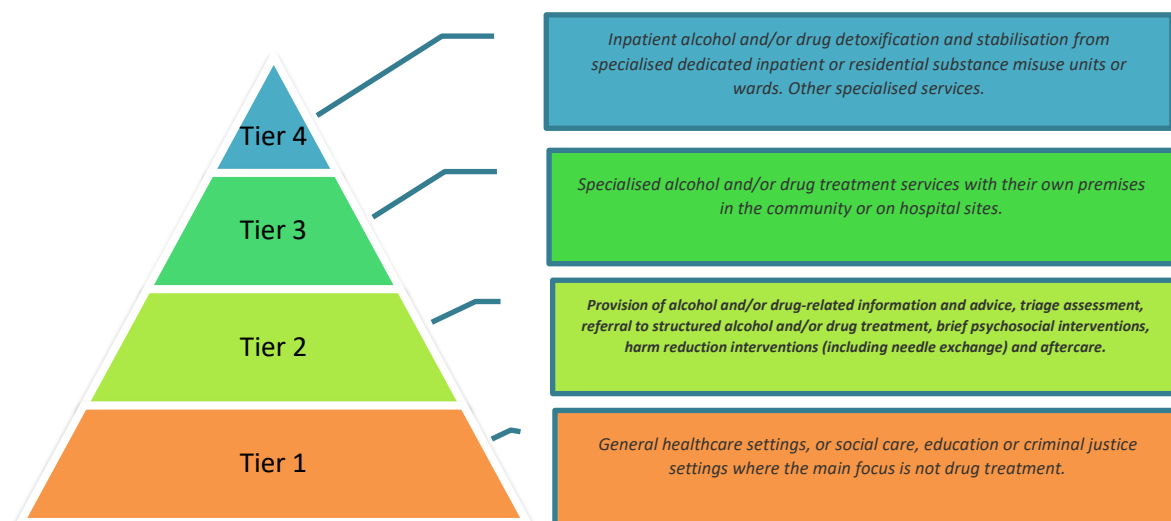 Tier 4
Inpatient alcohol and/or drug detoxification and stabilisation from
specialised dedicated inpatient or residential substance misuse units or
wards. Other specialised services.
Tier 3
Specialised alcohol and/or drug treatment services with their own premises
in the community or on hospital sites.
Tier 2
Provision of alcohol and/or drug-related information and advice, triage assessment,
referral to structured alcohol and/or drug treatment, brief psychosocial interventions,
harm reduction interventions (including needle exchange) and aftercare.
Tier 1
General healthcare settings, or social care, education or criminal justice
settings where the main focus is not drug treatment.